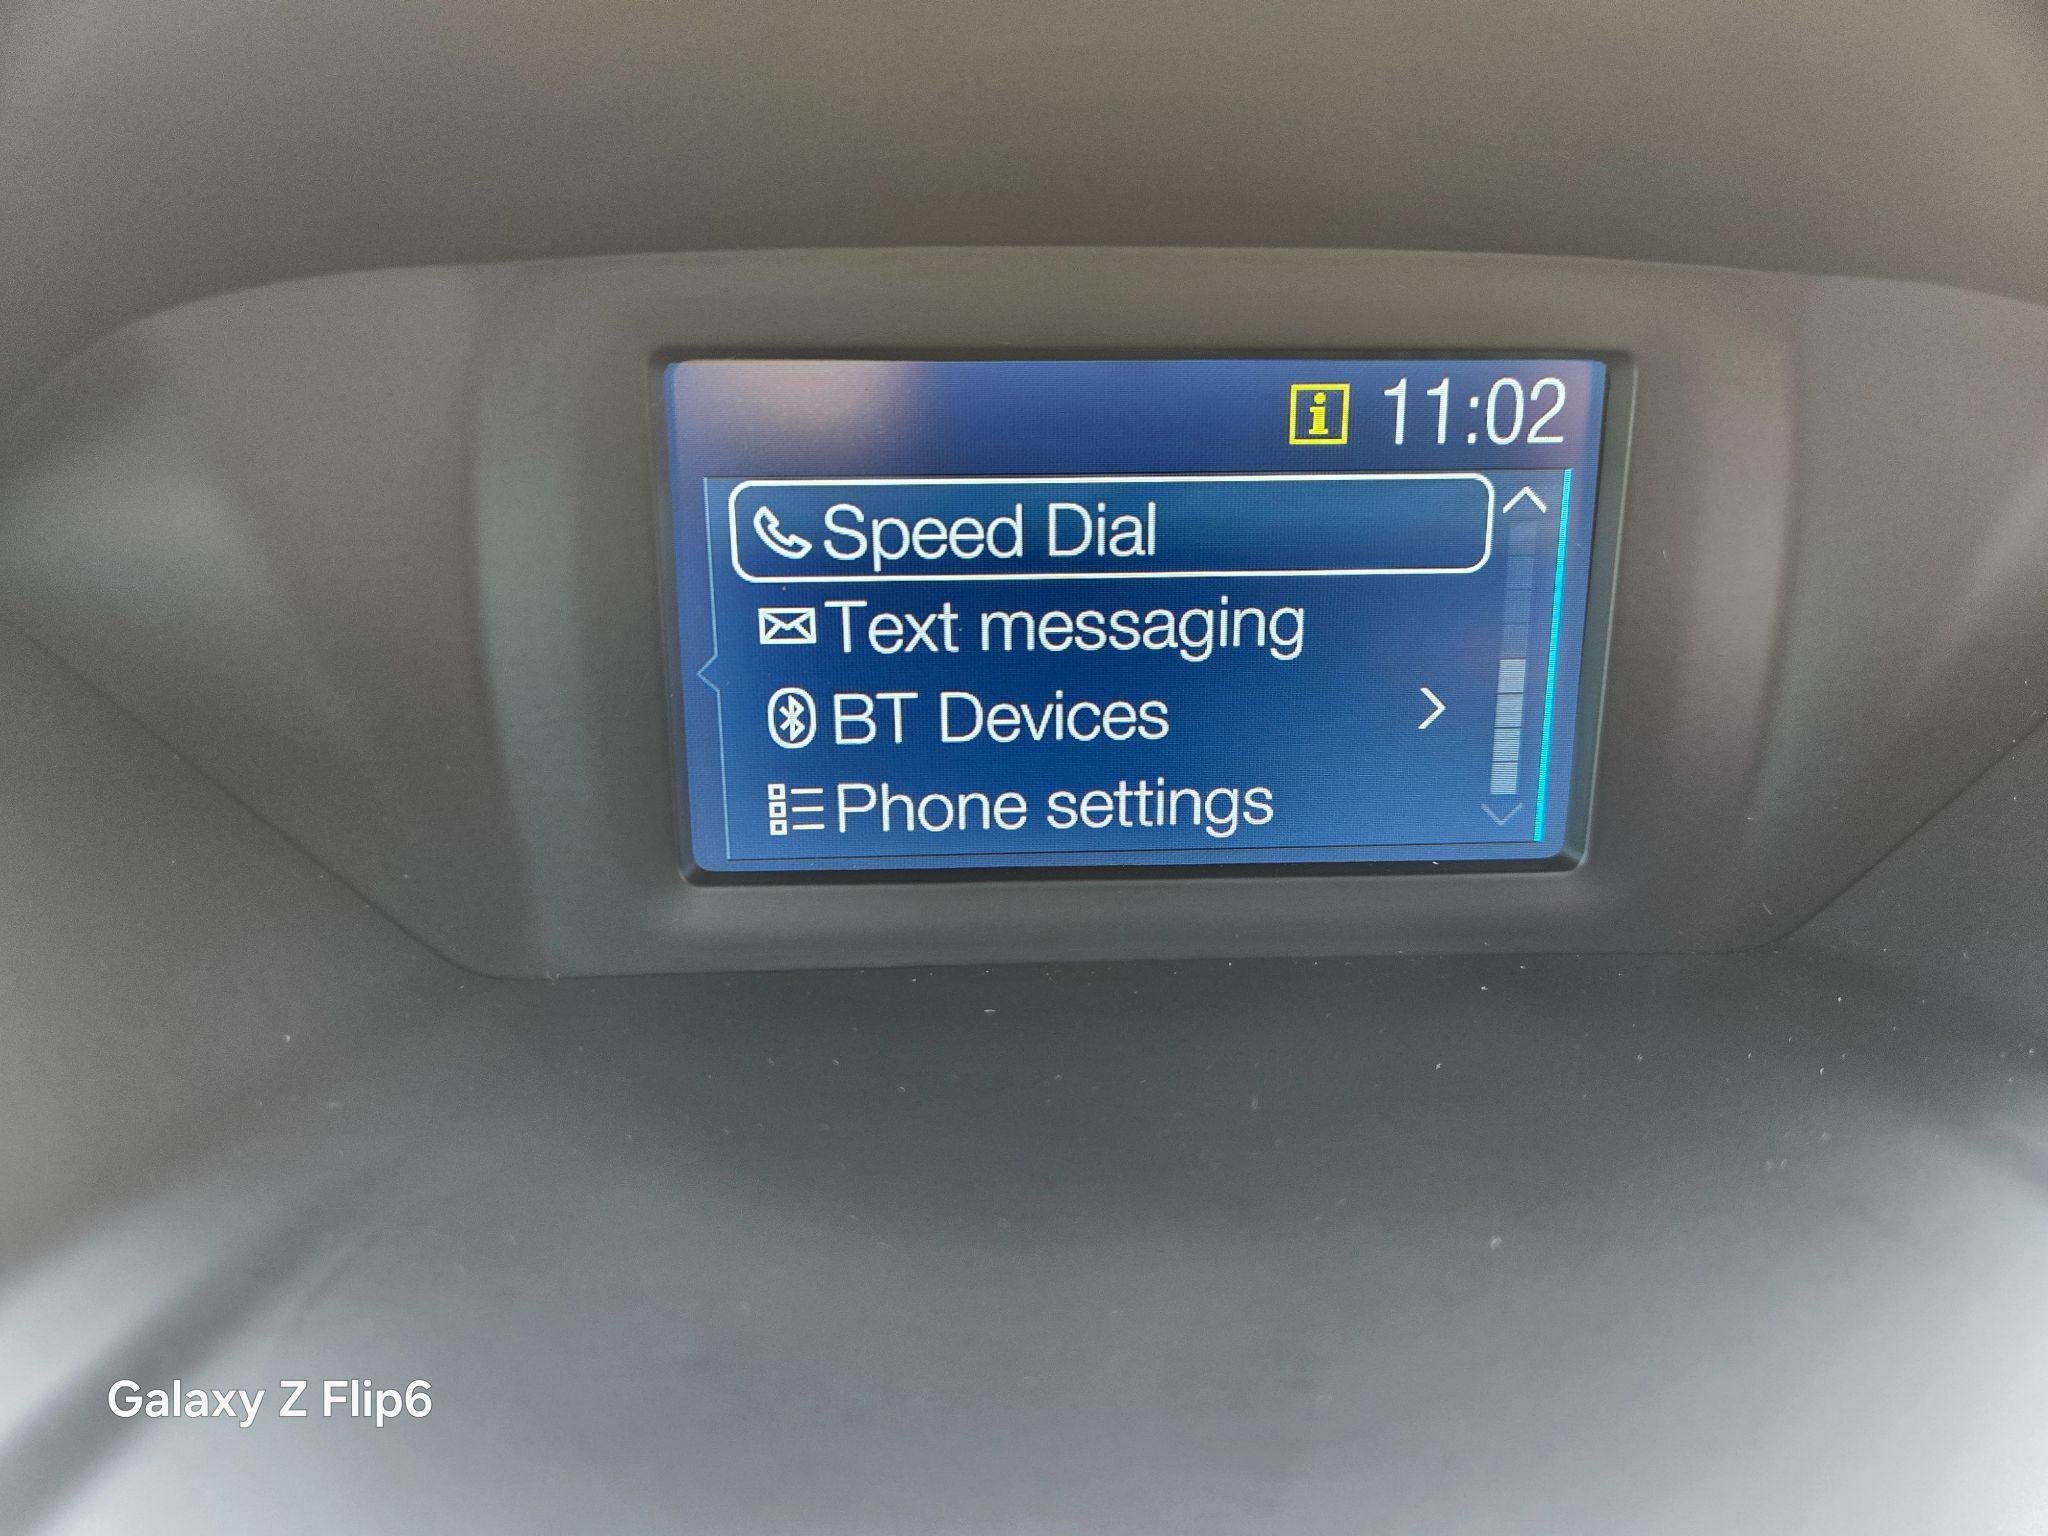 i 11:02
Speed Dial
Text messaging
BT Devices
Phone settings
Galaxy Z Flip6